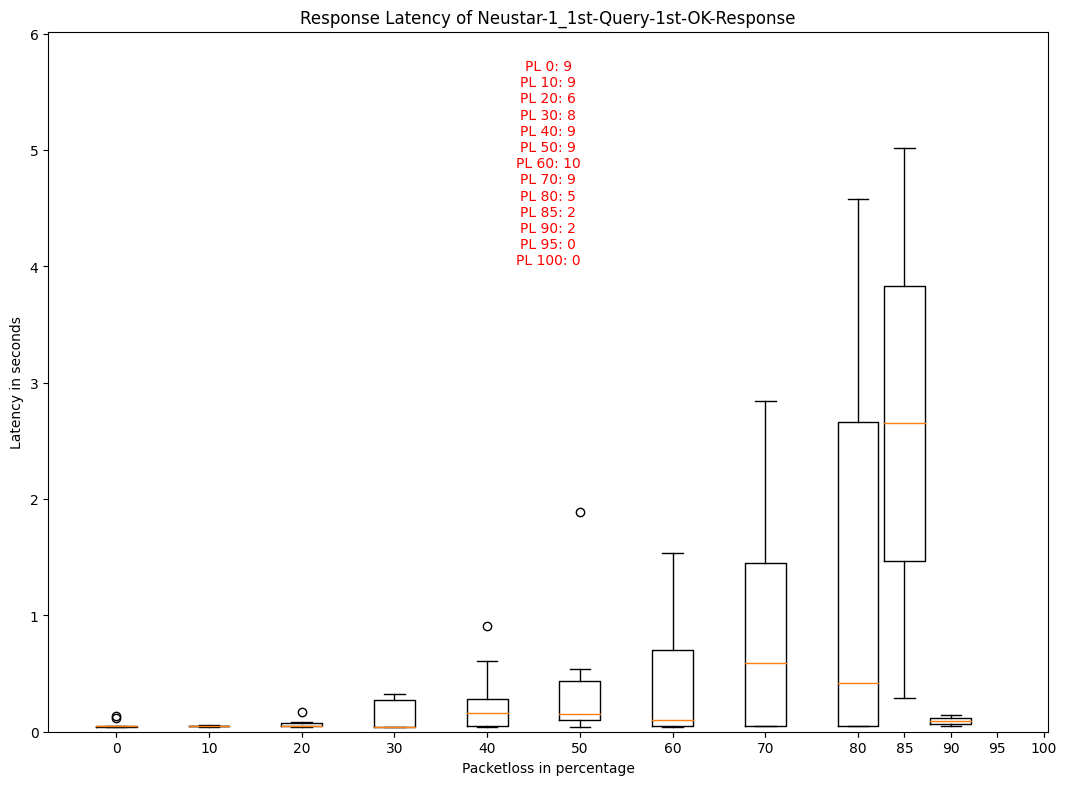 Response Latency of Neustar-1_1st-Query-1st-OK-Response
6
5
4
3
2
1
0
Latency in seconds
PL 0: 9
PL 10: 9
PL 20: 6
PL 30: 8
PL 40: 9
PL 50: 9
PL 60: 10
PL 70: 9
PL 80: 5
PL 85: 2
PL 90: 2
PL 95: 0
PL 100: 0
0 10 20 30 40 50 60 70 80 85 90 95 100
Packetloss in percentage